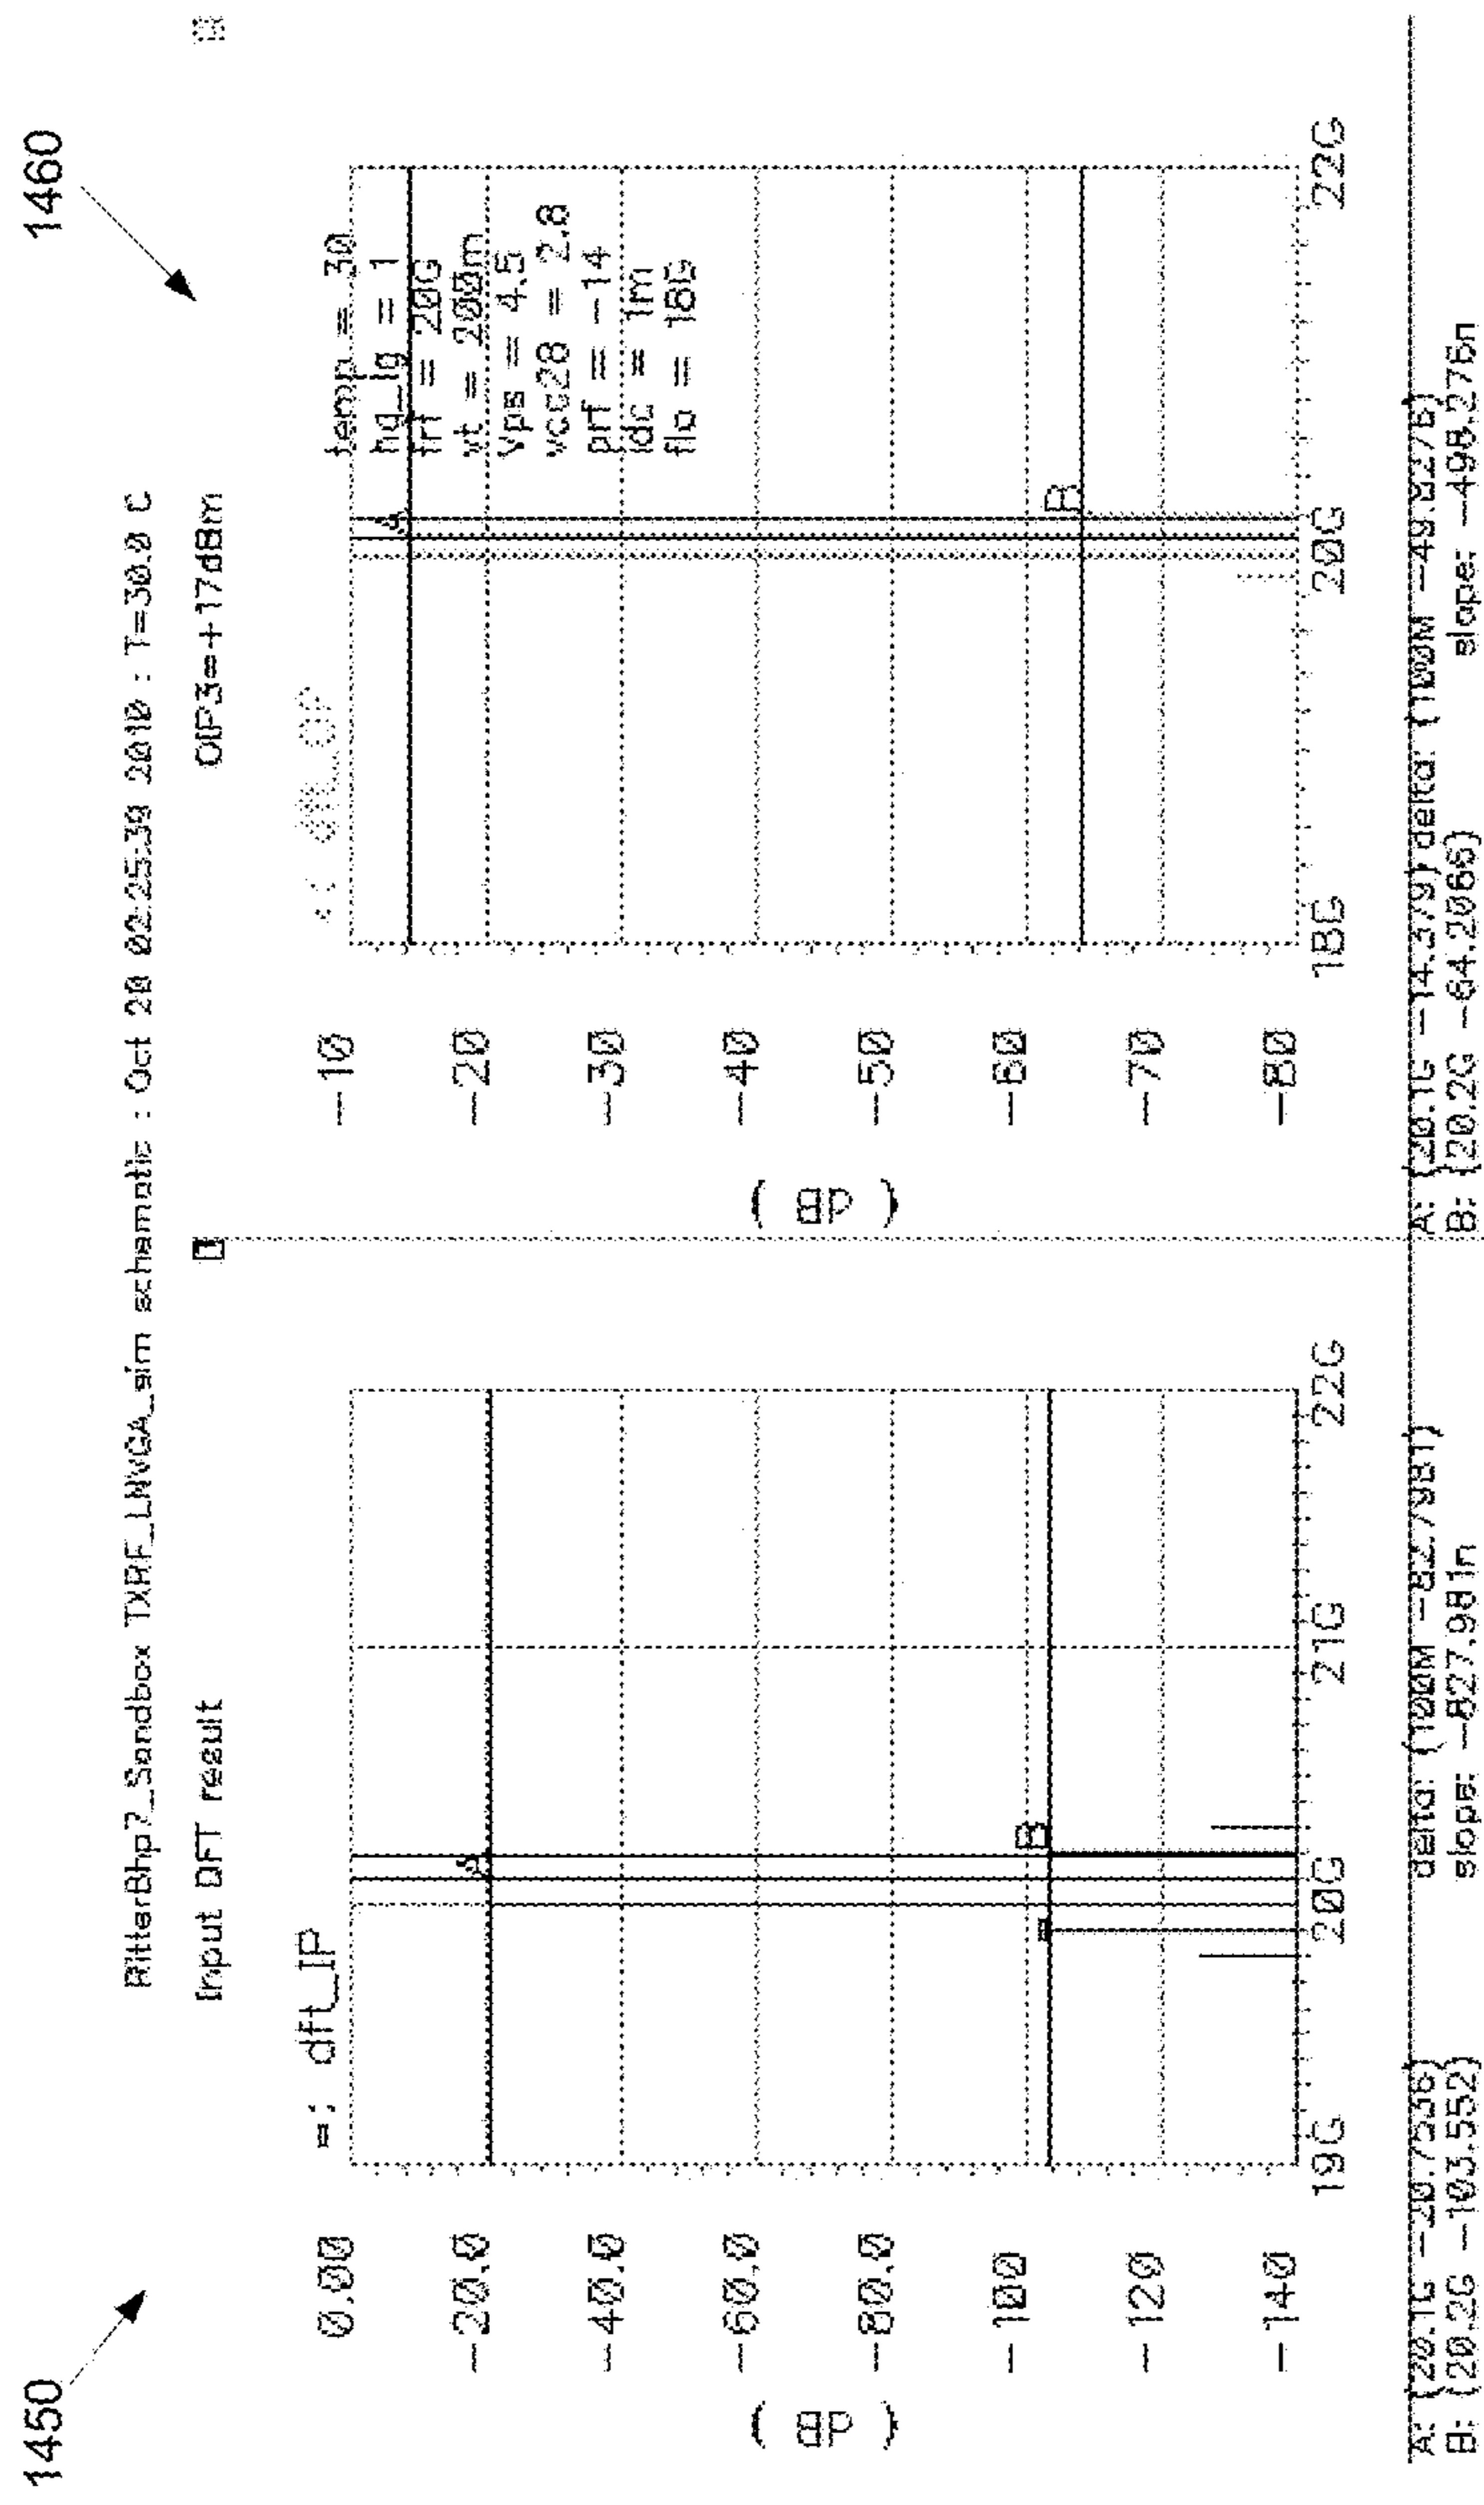 1450
1460
RitterBhp7_Sandbox TXRF_LNVGA_sim schematic : Oct 20 02:25:39 2010 : T=30.0 C
Input DFT result
=: dft_IP
( dB )
0.00
-20.0
-40.0
-60.0
-80.0
-100
-120
-140
A
B
19G
20G
21G
22G
A: (20.1G -20.7536)
delta: (100M -82.7981)
B: (20.2G -103.552)
slope: -827.981n
OIP3=+17dBm
dft_OP
temp = 30
hg_lg = 1
frf = 20G
vt = 200m
Vps = 4.5
vcc28 = 2.8
prf = -14
idc = 1m
flo = 18G
( dB )
-10
-20
-30
-40
-50
-60
-70
-80
A
B
18G
20G
22G
A: (20.1G -14.379) delta: (100M -49.8276)
B: (20.2G -64.2066)
slope: -498.276n